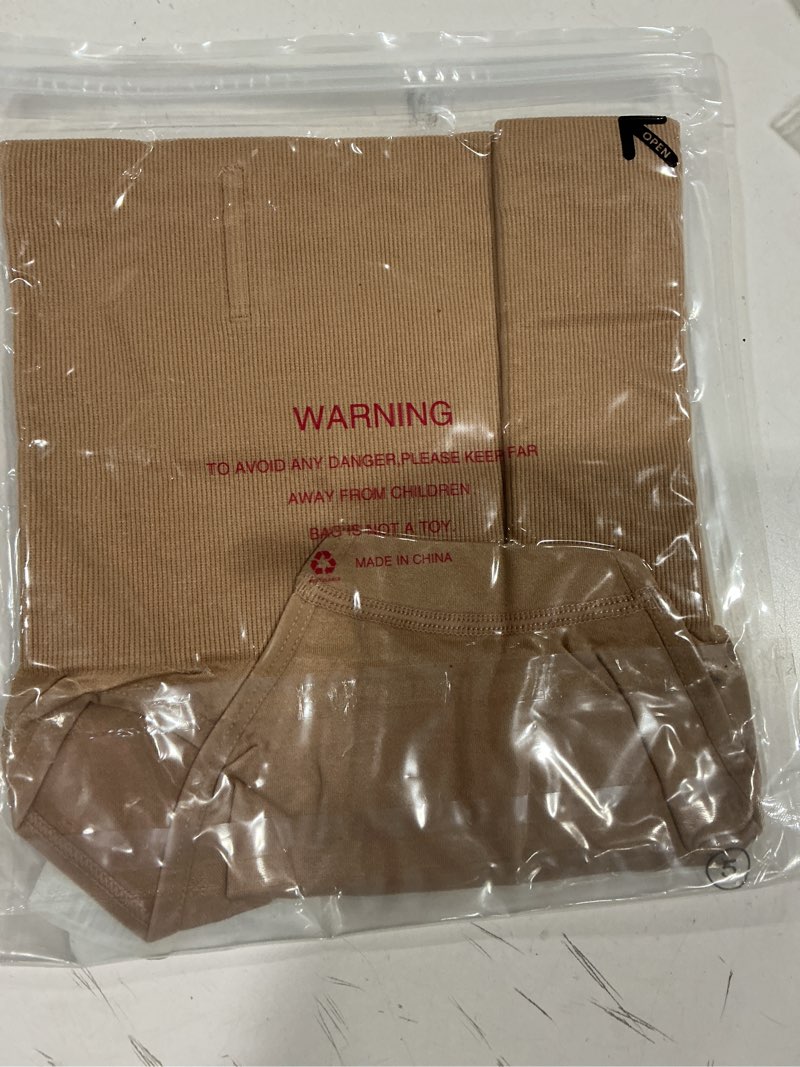 OPEN
WARNING
TO AVOID ANY DANGER,PLEASE KEEP FAR
AWAY FROM CHILDREN
BAG IS NOT A TOY.
MADE IN CHINA
5